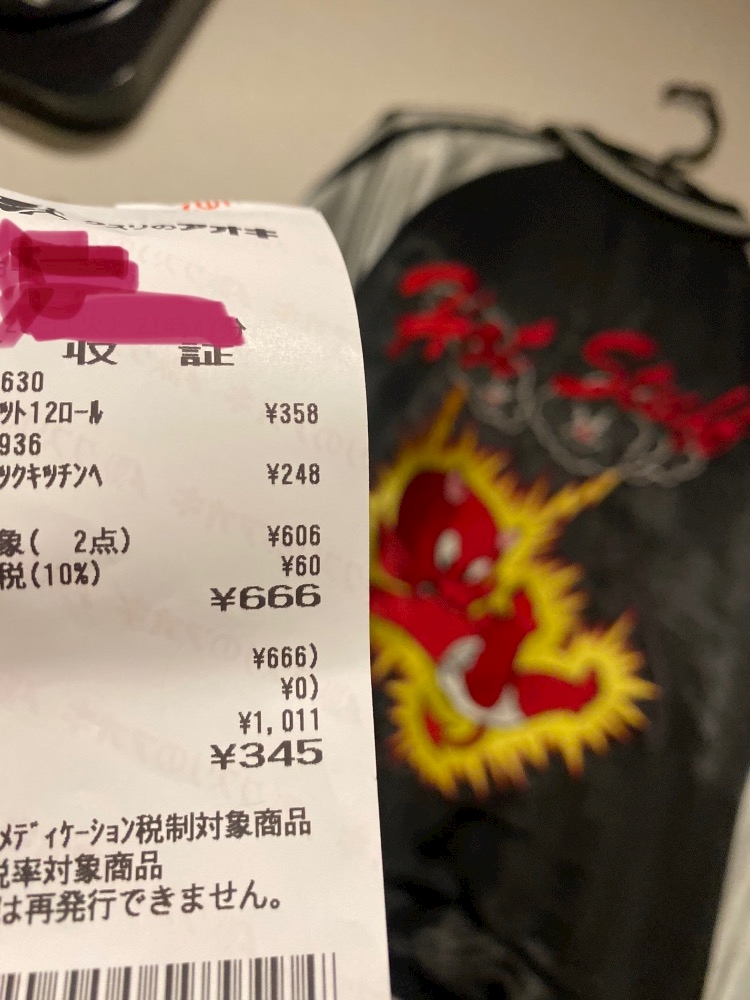 クスリのアオキ
収 証
630
ット12ロール ¥358
936
ックキッチンペ ¥248
象( 2点) ¥606
税(10%) ¥60
¥666
¥666)
¥0)
¥1,011
¥345
メディケーション税制対象商品
税率対象商品
は再発行できません。
Hot Stuff